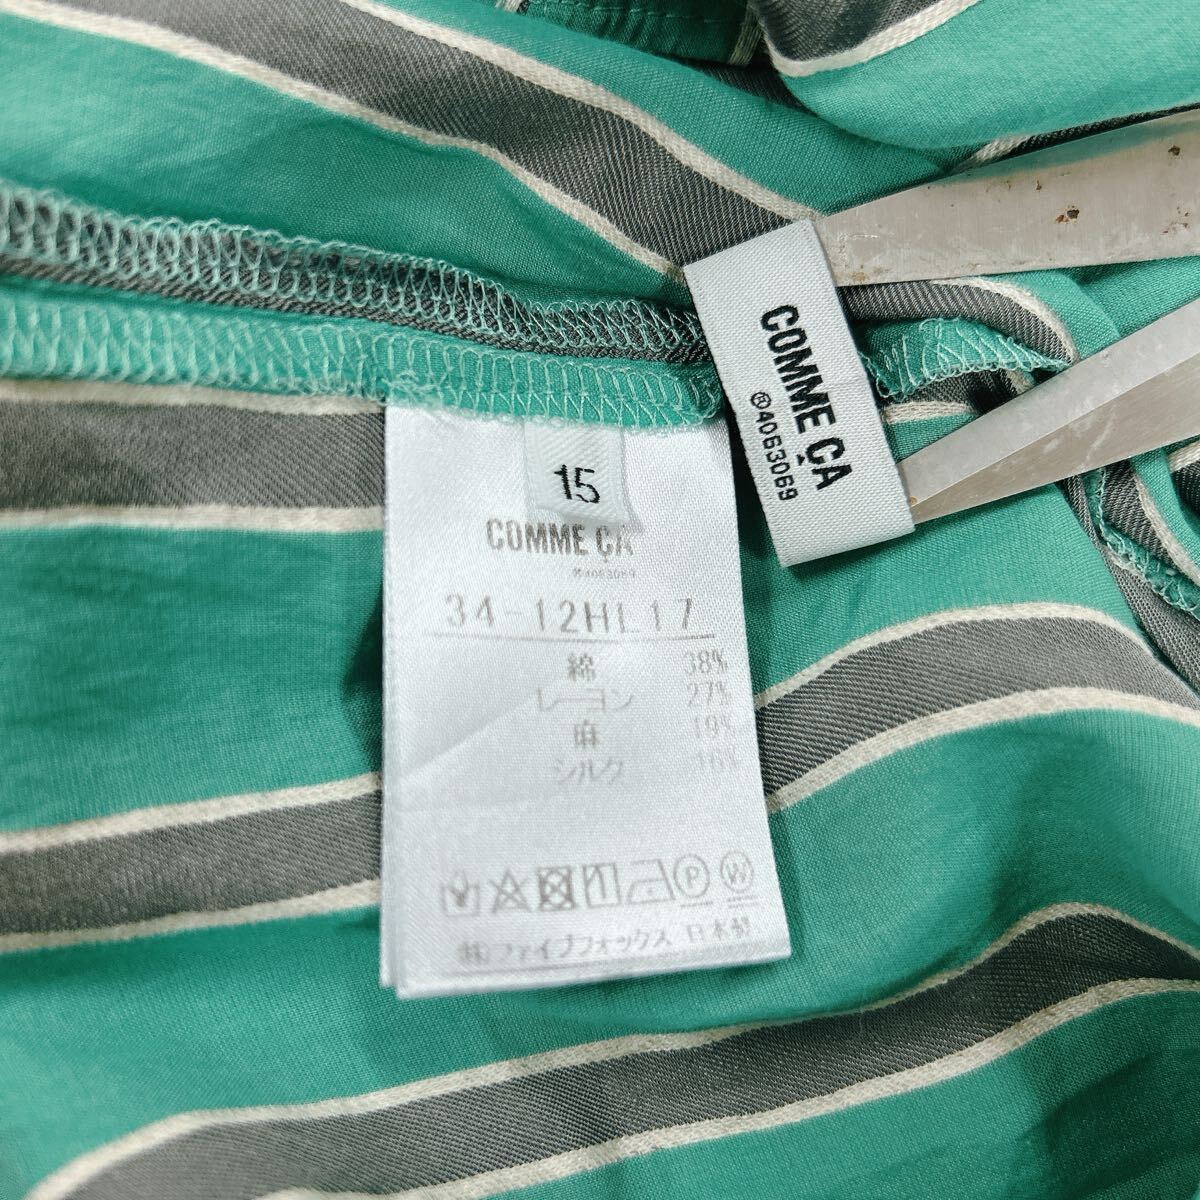 COMME ÇA
®4063069
15
COMME ÇA
®4063069
34-12HL17
綿 38%
レーヨン 27%
麻 19%
シルク 16%
P W
㈱ファイブフォックス 日本製